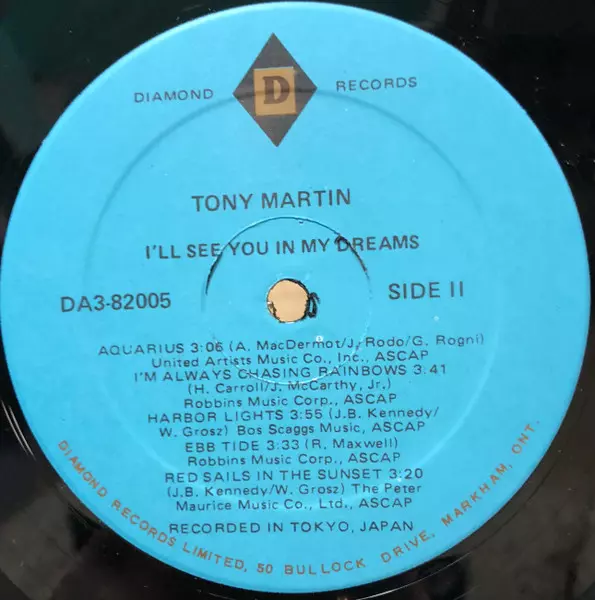 DIAMOND D RECORDS
TONY MARTIN
I'LL SEE YOU IN MY DREAMS
DA3-82005 SIDE II
AQUARIUS 3:06 (A. MacDermot/J. Rodo/G. Rogni)
United Artists Music Co., Inc., ASCAP
I'M ALWAYS CHASING RAINBOWS 3:41
(H. Carroll/J. McCarthy, Jr.)
Robbins Music Corp., ASCAP
HARBOR LIGHTS 3:55 (J.B. Kennedy/
W. Grosz) Bos Scaggs Music, ASCAP
EBB TIDE 3:33 (R. Maxwell)
Robbins Music Corp., ASCAP
RED SAILS IN THE SUNSET 3:20
(J.B. Kennedy/W. Grosz) The Peter
Maurice Music Co., Ltd., ASCAP
RECORDED IN TOKYO, JAPAN
DIAMOND RECORDS LIMITED, 50 BULLOCK DRIVE, MARKHAM, ONT.